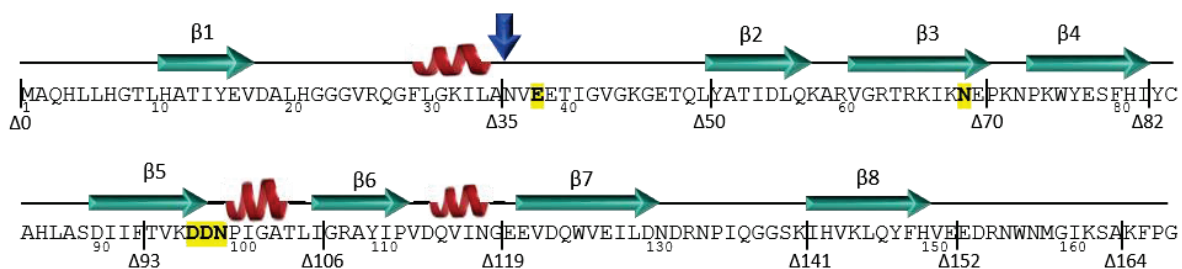 β1 β2 β3 β4
MAQHLLHGTLHATIYEVDALHGGGVRQGFLGKILANVEETIGVGKGETQLYATIDLQKARVGRTRKIKNEPKNPKWYESFHIYC
1 10 20 30 40 60 80
Δ0 Δ35 Δ50 Δ70 Δ82
β5 β6 β7 β8
AHLASDIIFTVKDDNPIGATLIGRAYIPVDQVINGEEVDQWVEILDNDRNPIQGGSKIHVKLQYFHVEEDRNWNMGIKSAKFPG
90 100 110 130 150 160
Δ93 Δ106 Δ119 Δ141 Δ152 Δ164